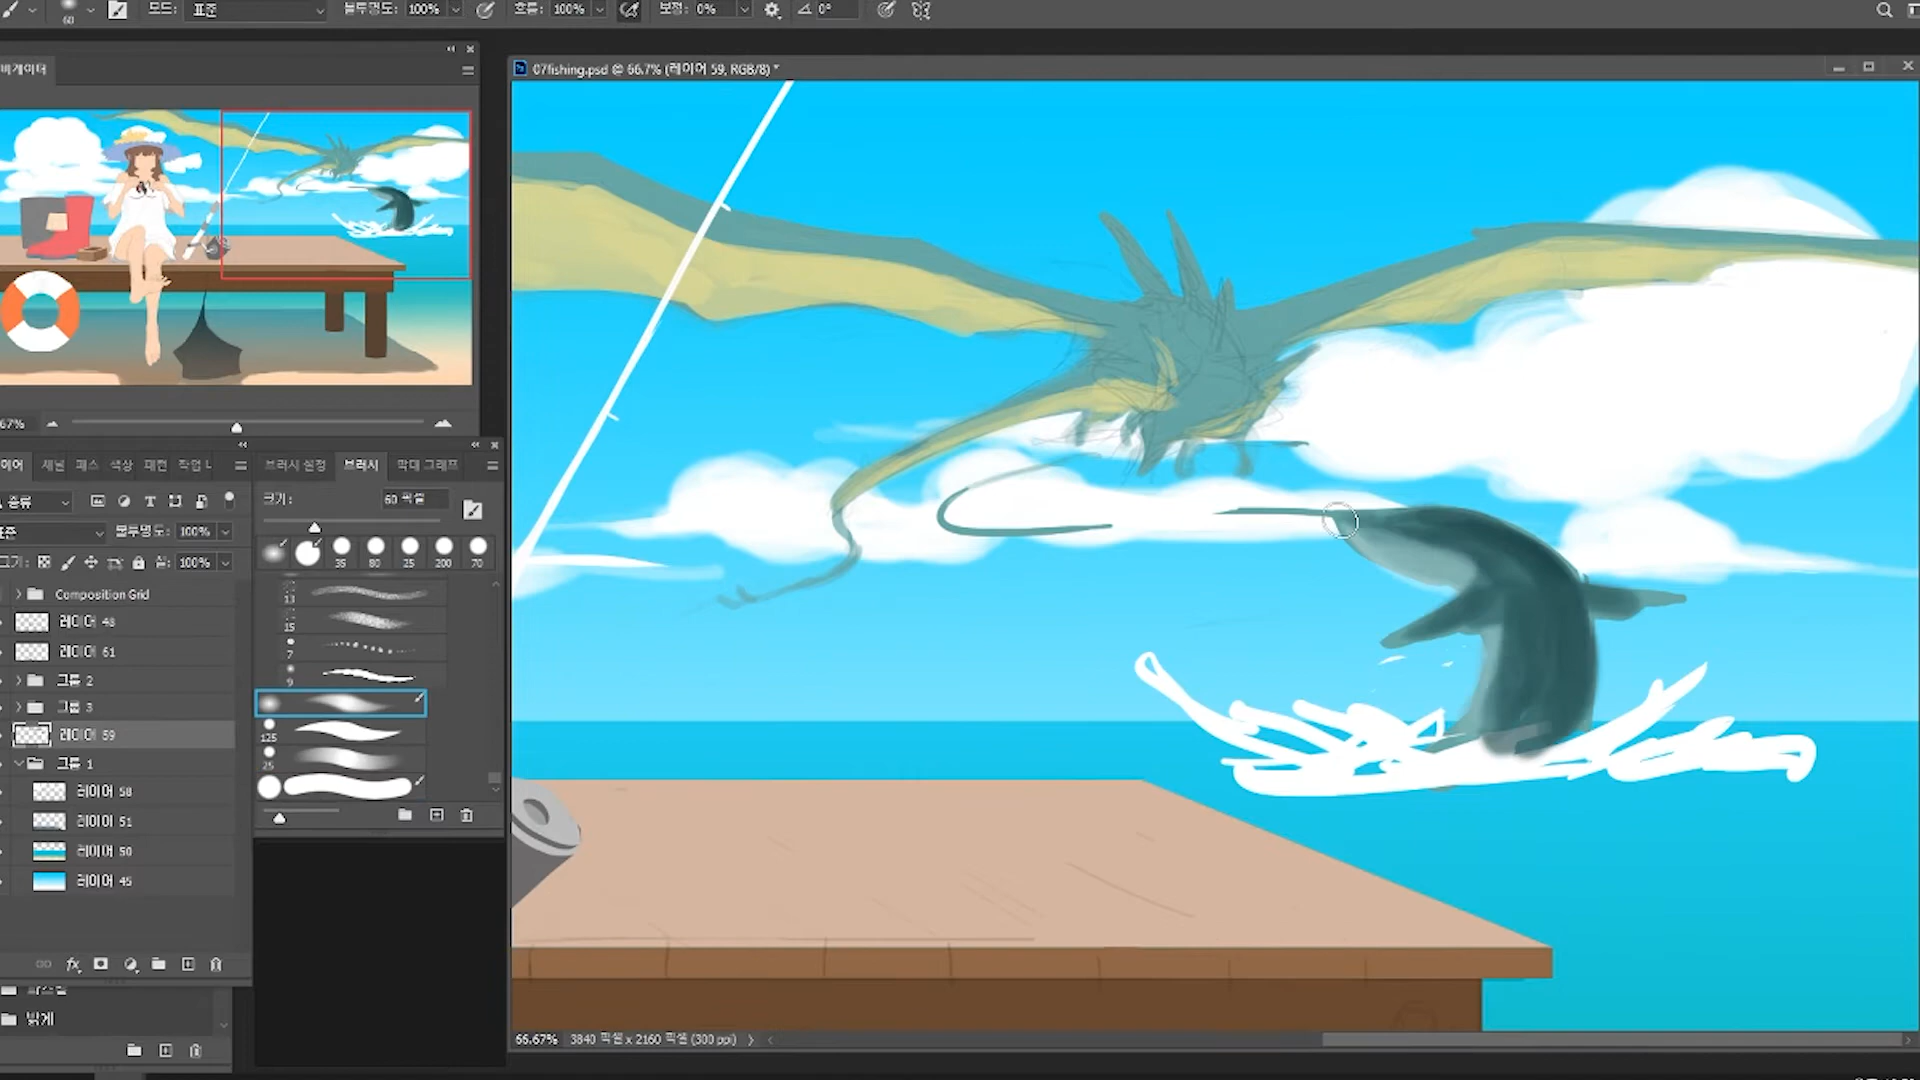 모드: 표준 불투명도: 100% 흐름: 100% 보정: 0% 0°
60
비게이터
07fishing.psd @ 66.7% (레이어 59, RGB/8) *
67%
이어 채널 패스 색상 패턴 작업 L
브러시 설정 브러시 막대 그래프
종류
크기: 60 픽셀
표준 불투명도: 100%
칠: 100%
35 80 25 200 70
Composition Grid
레이어 48
레이어 61
그룹 2
그룹 3
레이어 59
그룹 1
레이어 58
레이어 51
레이어 50
레이어 45
13
15
7
9
125
25
밝게
66.67% 3840 픽셀 x 2160 픽셀 (300 ppi)